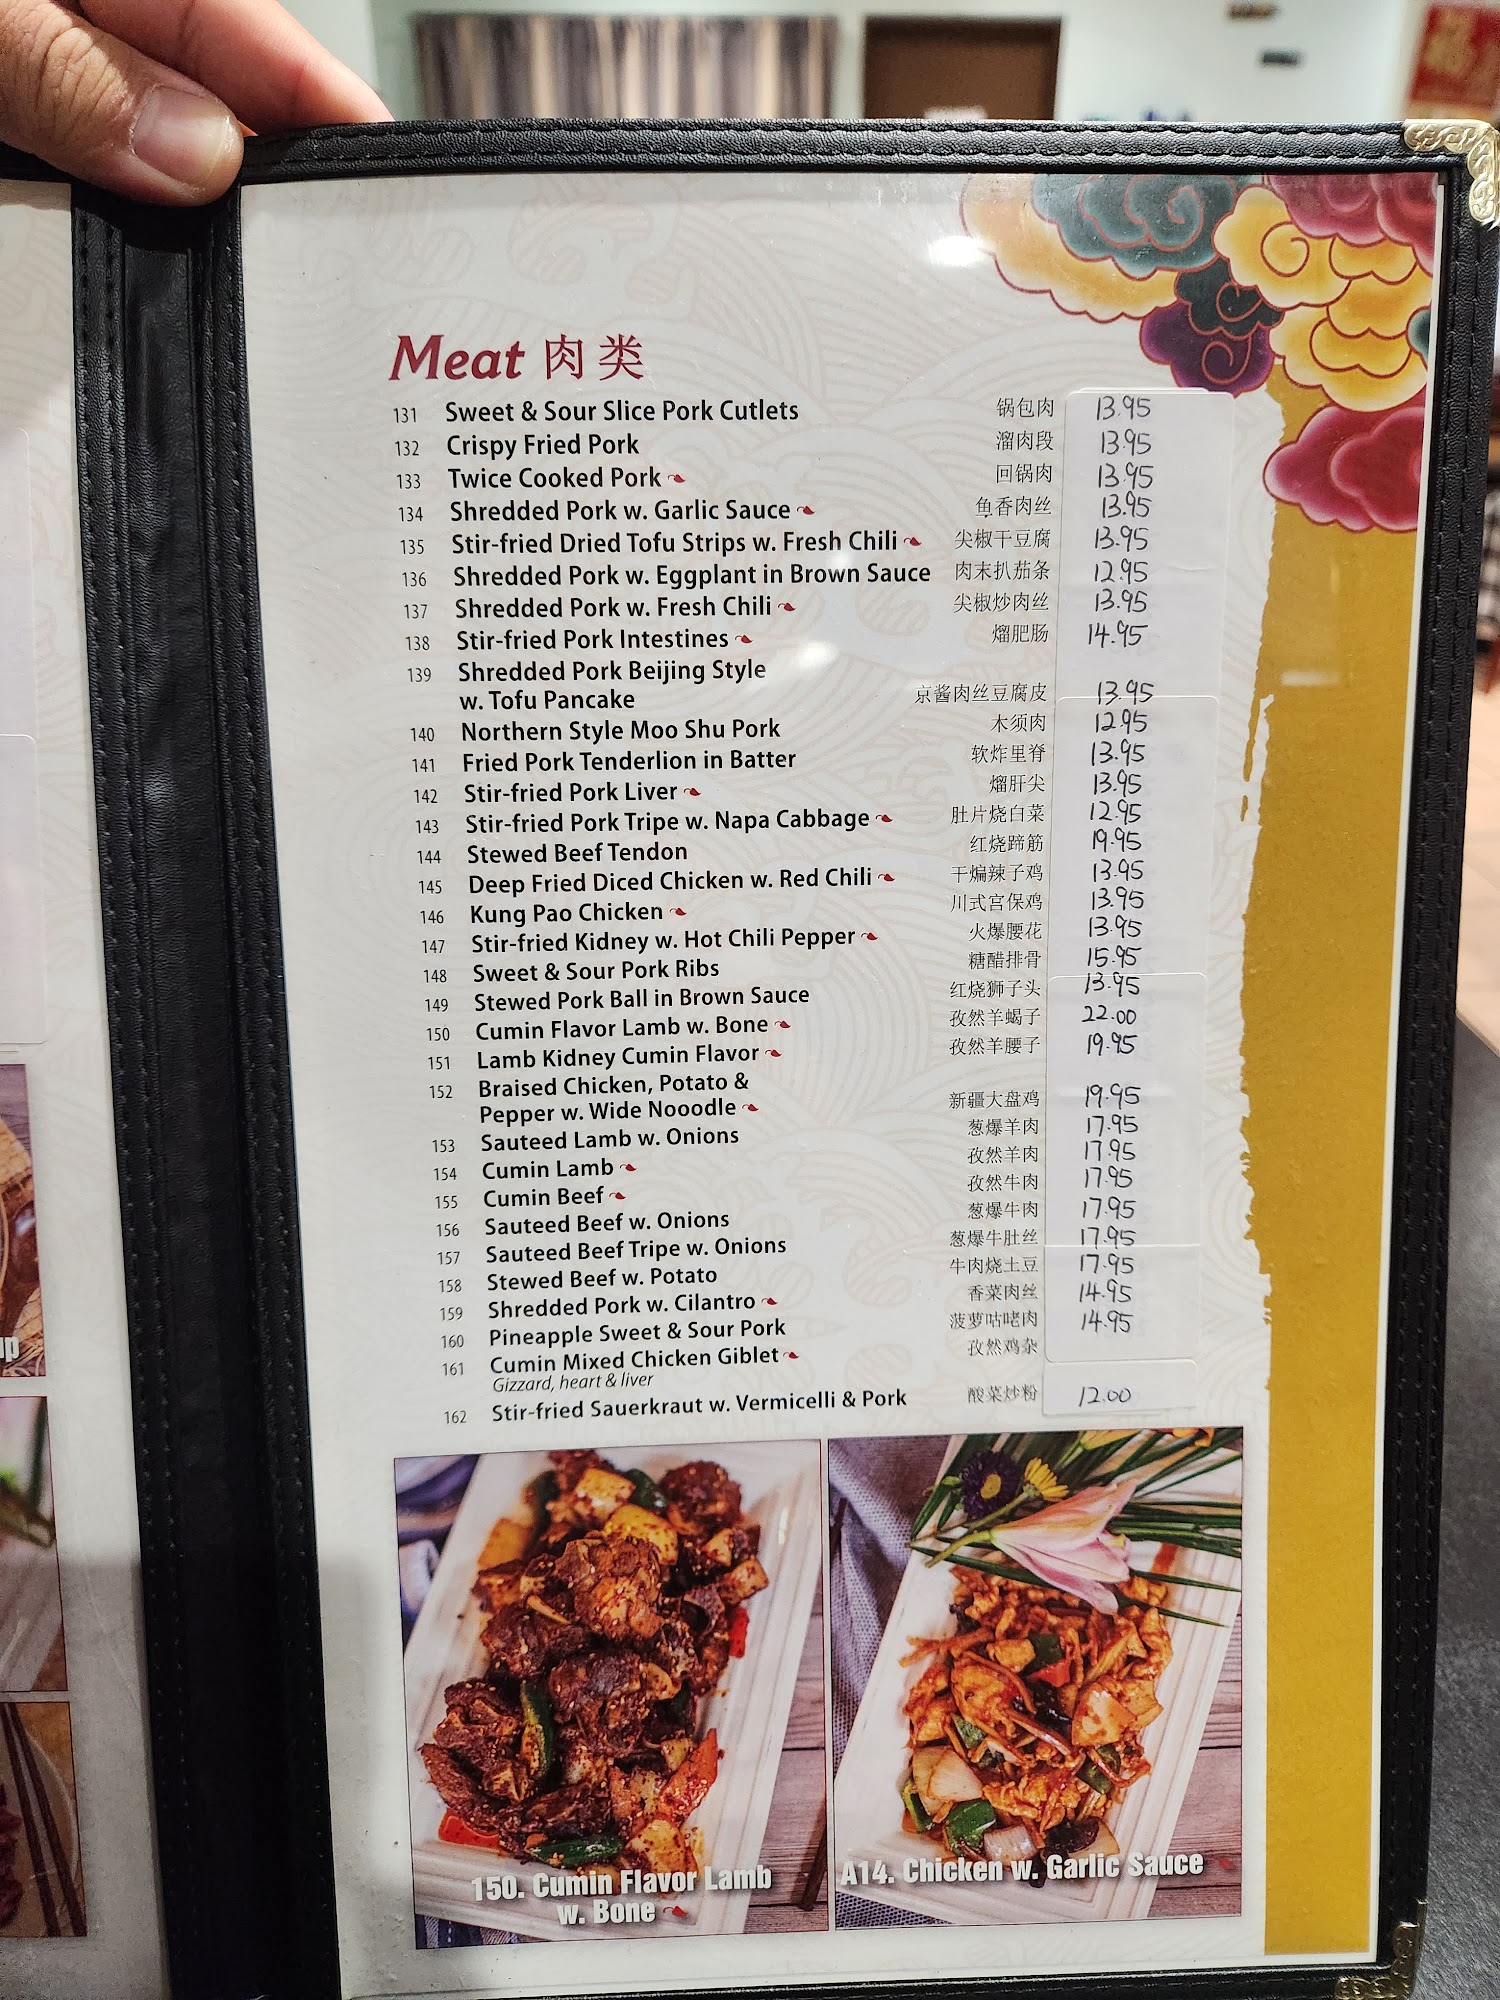 Meat 肉类
131 Sweet & Sour Slice Pork Cutlets 锅包肉 13.95
132 Crispy Fried Pork 溜肉段 13.95
133 Twice Cooked Pork 回锅肉 13.95
134 Shredded Pork w. Garlic Sauce 鱼香肉丝 13.95
135 Stir-fried Dried Tofu Strips w. Fresh Chili 尖椒干豆腐 13.95
136 Shredded Pork w. Eggplant in Brown Sauce 肉末扒茄条 12.95
137 Shredded Pork w. Fresh Chili 尖椒炒肉丝 13.95
138 Stir-fried Pork Intestines 熘肥肠 14.95
139 Shredded Pork Beijing Style
w. Tofu Pancake 京酱肉丝豆腐皮 13.95
140 Northern Style Moo Shu Pork 木须肉 12.95
141 Fried Pork Tenderlion in Batter 软炸里脊 13.95
142 Stir-fried Pork Liver 熘肝尖 13.95
143 Stir-fried Pork Tripe w. Napa Cabbage 肚片烧白菜 12.95
144 Stewed Beef Tendon 红烧蹄筋 19.95
145 Deep Fried Diced Chicken w. Red Chili 干煸辣子鸡 13.95
146 Kung Pao Chicken 川式宫保鸡 13.95
147 Stir-fried Kidney w. Hot Chili Pepper 火爆腰花 13.95
148 Sweet & Sour Pork Ribs 糖醋排骨 15.95
149 Stewed Pork Ball in Brown Sauce 红烧狮子头 13.95
150 Cumin Flavor Lamb w. Bone 孜然羊蝎子 22.00
151 Lamb Kidney Cumin Flavor 孜然羊腰子 19.95
152 Braised Chicken, Potato &
Pepper w. Wide Nooodle 新疆大盘鸡 19.95
153 Sauteed Lamb w. Onions 葱爆羊肉 17.95
154 Cumin Lamb 孜然羊肉 17.95
155 Cumin Beef 孜然牛肉 17.95
156 Sauteed Beef w. Onions 葱爆牛肉 17.95
157 Sauteed Beef Tripe w. Onions 葱爆牛肚丝 17.95
158 Stewed Beef w. Potato 牛肉烧土豆 17.95
159 Shredded Pork w. Cilantro 香菜肉丝 14.95
160 Pineapple Sweet & Sour Pork 菠萝咕咾肉 14.95
161 Cumin Mixed Chicken Giblet 孜然鸡杂
Gizzard, heart & liver
162 Stir-fried Sauerkraut w. Vermicelli & Pork 酸菜炒粉 12.00
150. Cumin Flavor Lamb
w. Bone
A14. Chicken w. Garlic Sauce